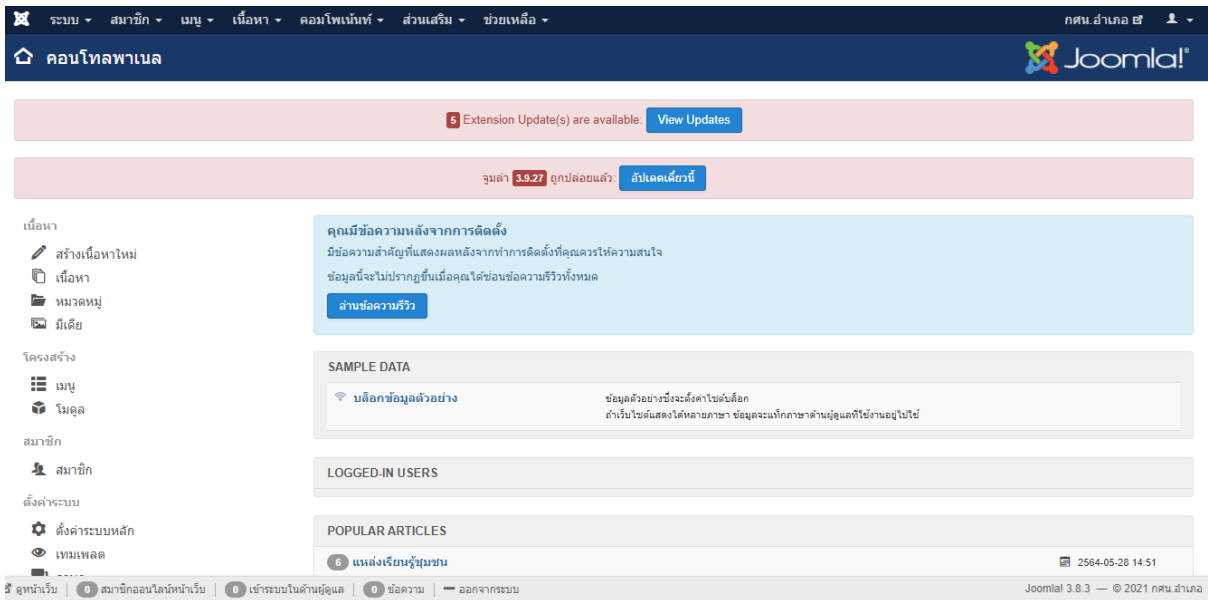 ระบบ สมาชิก เมนู เนื้อหา คอมโพเน้นท์ ส่วนเสริม ช่วยเหลือ กศน.อำเภอ
คอนโทลพาเนล Joomla!
5 Extension Update(s) are available: View Updates
จูมล่า 3.9.27 ถูกปล่อยแล้ว: อัปเดตเดี๋ยวนี้
เนื้อหา
สร้างเนื้อหาใหม่
เนื้อหา
หมวดหมู่
มีเดีย
โครงสร้าง
เมนู
โมดูล
สมาชิก
สมาชิก
ตั้งค่าระบบ
ตั้งค่าระบบหลัก
เทมเพลต
คุณมีข้อความหลังจากการติดตั้ง
มีข้อความสำคัญที่แสดงผลหลังจากทำการติดตั้งที่คุณควรให้ความสนใจ
ข้อมูลนี้จะไม่ปรากฏขึ้นเมื่อคุณได้ซ่อนข้อความรีวิวทั้งหมด
อ่านข้อความรีวิว
SAMPLE DATA
บล็อกข้อมูลตัวอย่าง ข้อมูลตัวอย่างซึ่งจะตั้งค่าไซต์บล็อก
ถ้าเว็บไซต์แสดงได้หลายภาษา ข้อมูลจะแท็กภาษาด้านผู้ดูแลที่ใช้งานอยู่ไปใช้
LOGGED-IN USERS
POPULAR ARTICLES
6 แหล่งเรียนรู้ชุมชน 2564-05-28 14:51
ดูหน้าเว็บ 0 สมาชิกออนไลน์หน้าเว็บ 0 เข้าระบบในด้านผู้ดูแล 0 ข้อความ ออกจากระบบ Joomla! 3.8.3 — © 2021 กศน.อำเภอ